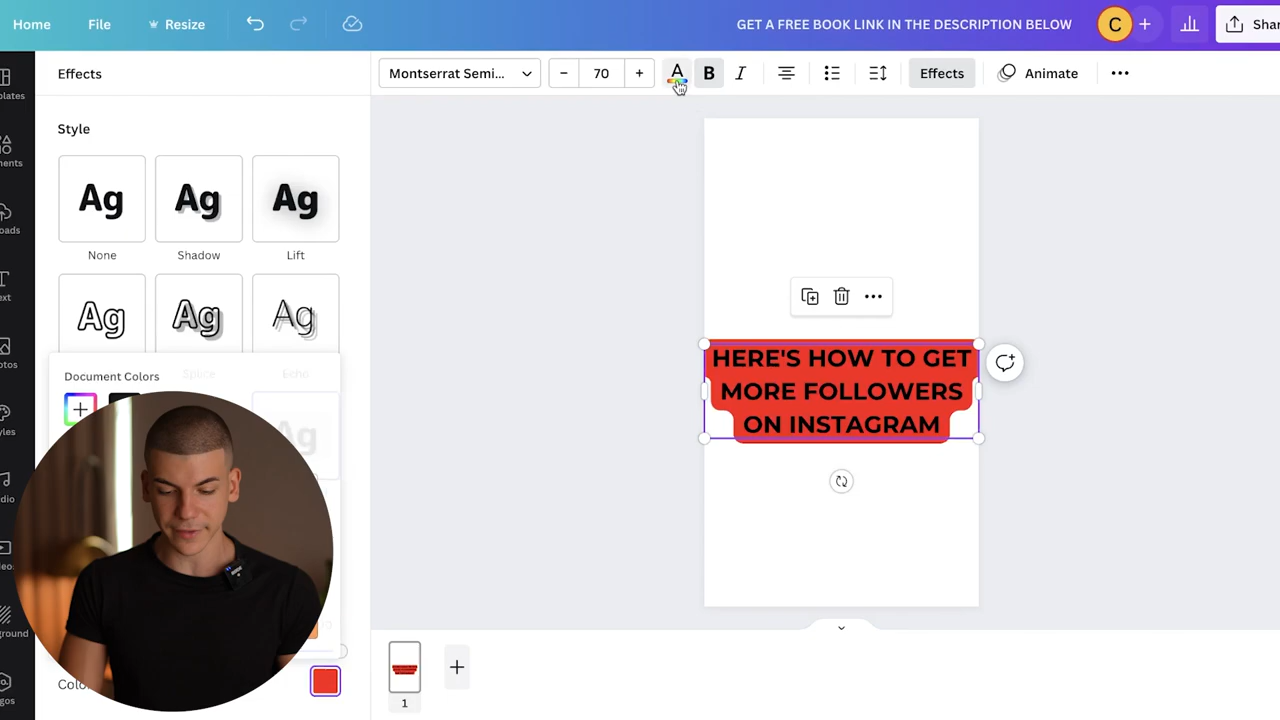 Home
File
Resize
GET A FREE BOOK LINK IN THE DESCRIPTION BELOW
C
Effects
Montserrat Semi...
70
A
B
I
Effects
Animate
Style
Ag
Ag
Ag
None
Shadow
Lift
Ag
Ag
Ag
Splice
Echo
Document Colors
HERE'S HOW TO GET
MORE FOLLOWERS
ON INSTAGRAM
1